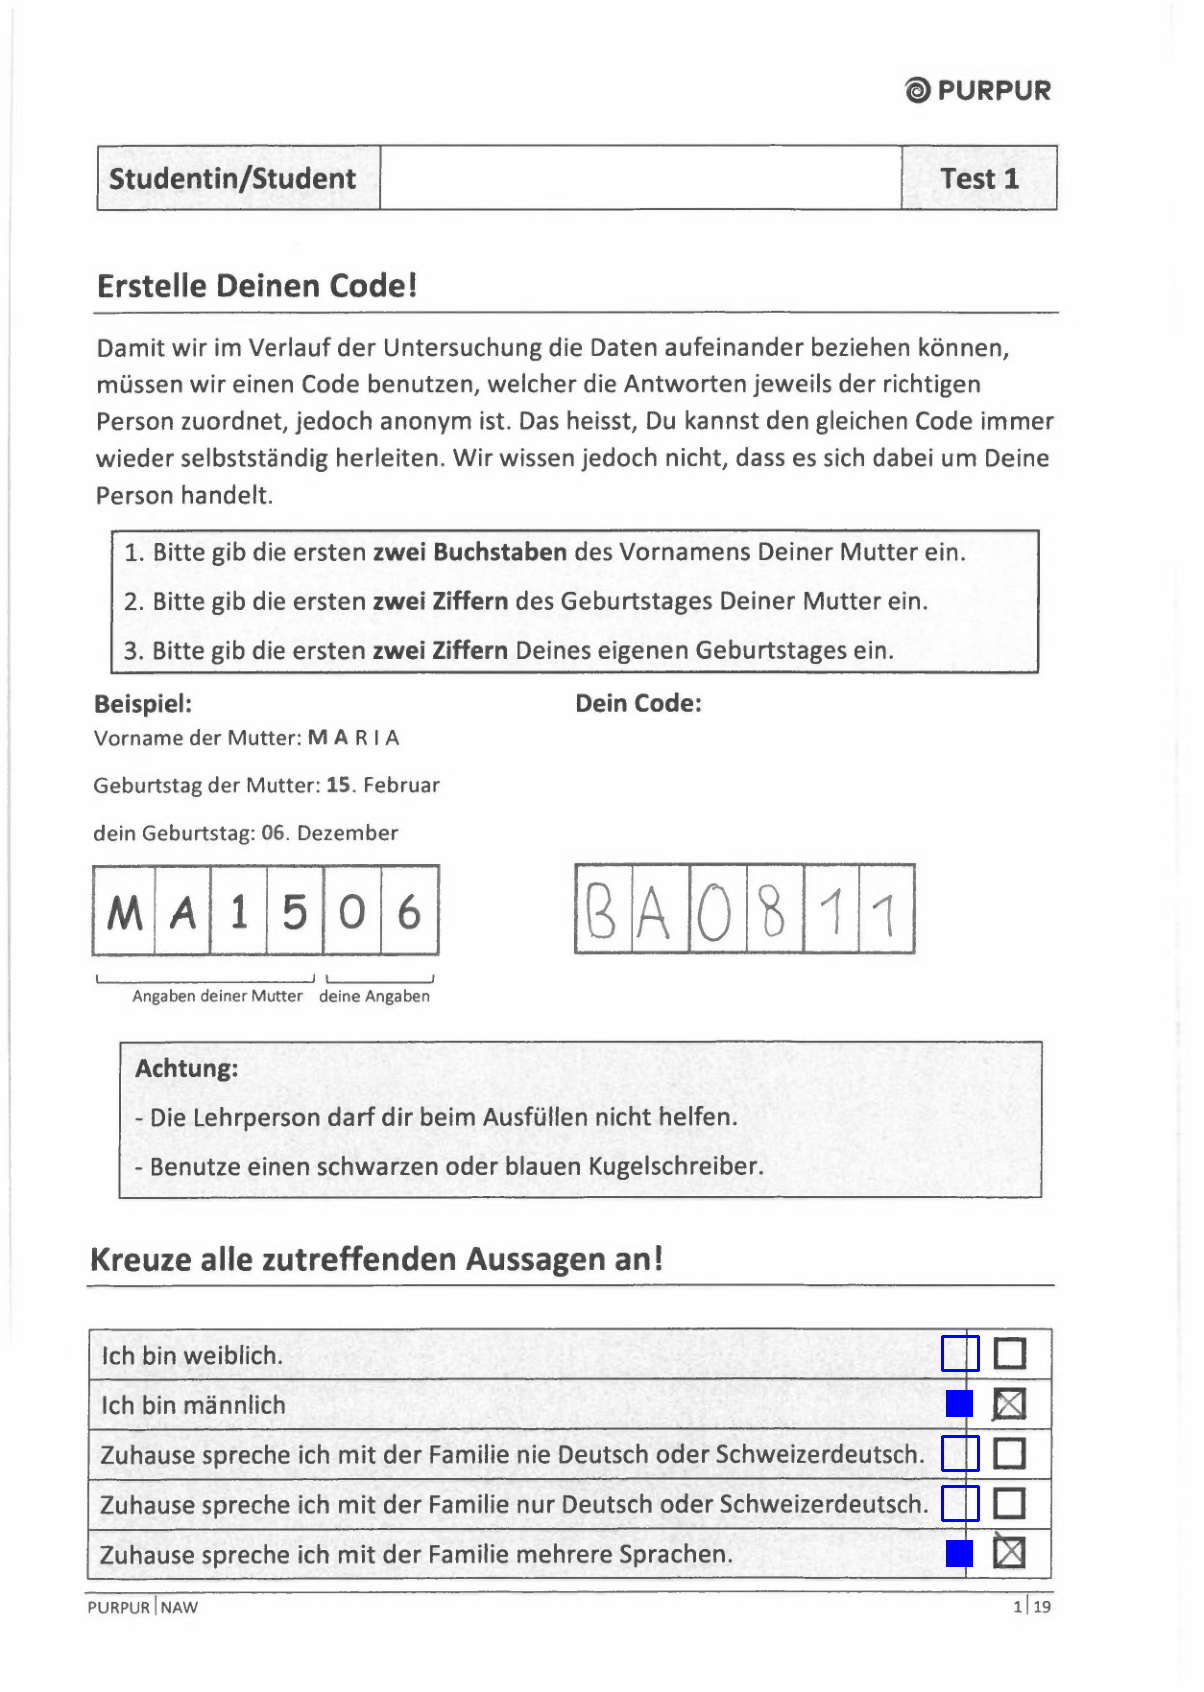 PURPUR
Studentin/Student Test 1
Erstelle Deinen Code!
Damit wir im Verlauf der Untersuchung die Daten aufeinander beziehen können,
müssen wir einen Code benutzen, welcher die Antworten jeweils der richtigen
Person zuordnet, jedoch anonym ist. Das heisst, Du kannst den gleichen Code immer
wieder selbstständig herleiten. Wir wissen jedoch nicht, dass es sich dabei um Deine
Person handelt.
1. Bitte gib die ersten zwei Buchstaben des Vornamens Deiner Mutter ein.
2. Bitte gib die ersten zwei Ziffern des Geburtstages Deiner Mutter ein.
3. Bitte gib die ersten zwei Ziffern Deines eigenen Geburtstages ein.
Beispiel: Dein Code:
Vorname der Mutter: M A R I A
Geburtstag der Mutter: 15. Februar
dein Geburtstag: 06. Dezember
M A 1 5 0 6 B A 0 8 1 1
Angaben deiner Mutter deine Angaben
Achtung:
- Die Lehrperson darf dir beim Ausfüllen nicht helfen.
- Benutze einen schwarzen oder blauen Kugelschreiber.
Kreuze alle zutreffenden Aussagen an!
Ich bin weiblich.
Ich bin männlich
Zuhause spreche ich mit der Familie nie Deutsch oder Schweizerdeutsch.
Zuhause spreche ich mit der Familie nur Deutsch oder Schweizerdeutsch.
Zuhause spreche ich mit der Familie mehrere Sprachen.
PURPUR|NAW 1|19